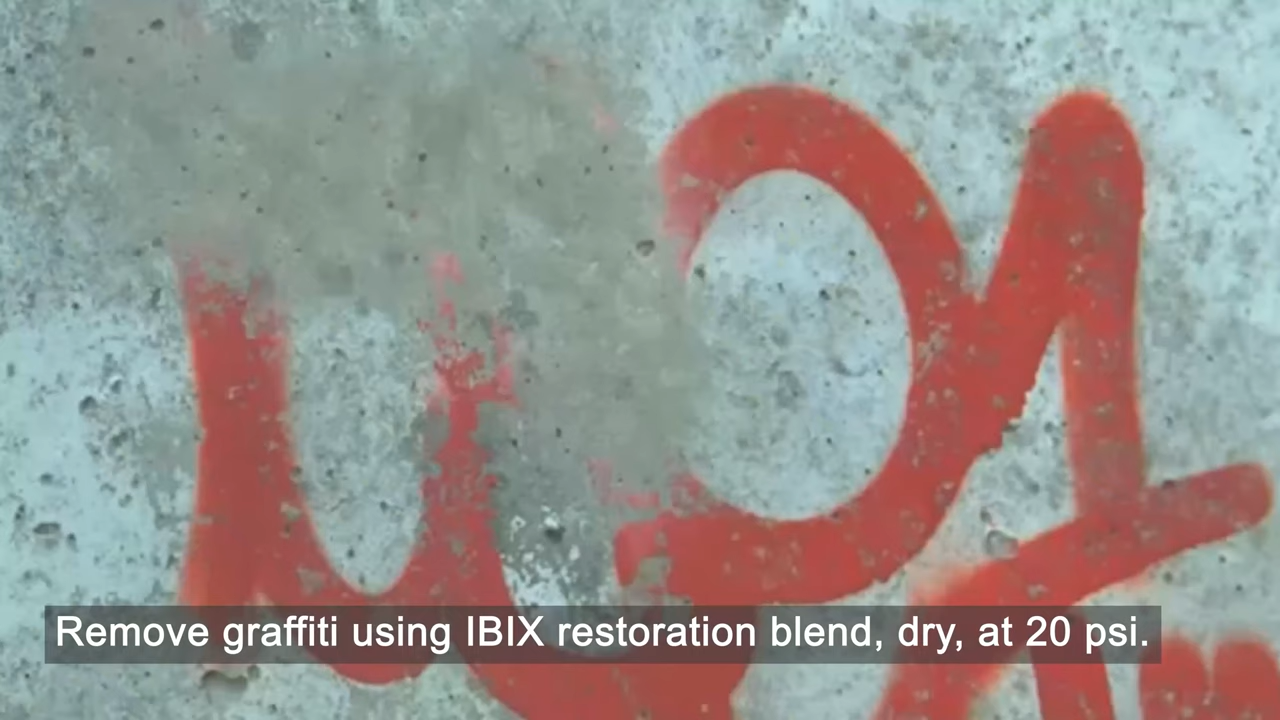 Remove graffiti using IBIX restoration blend, dry, at 20 psi.